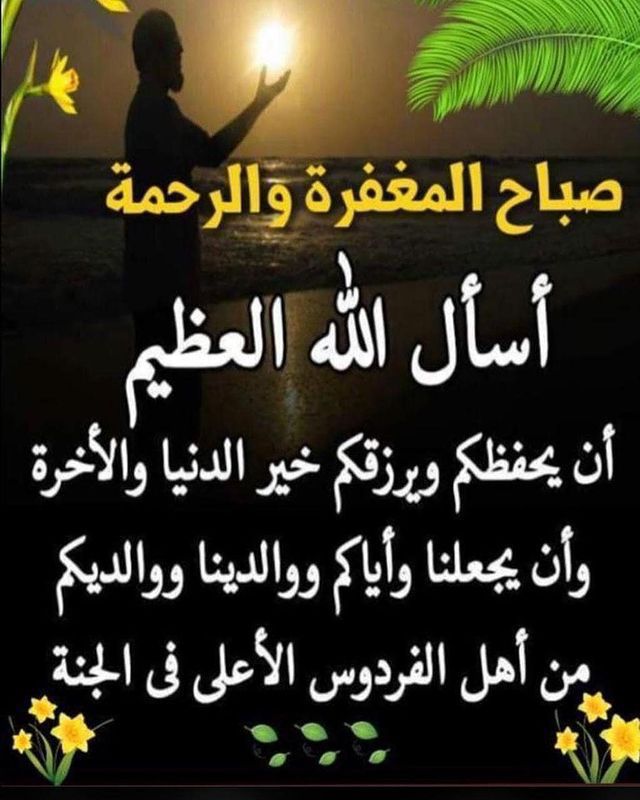 صباح المغفرة والرحمة
أسأل الله العظيم
أن يحفظكم ويرزقكم خير الدنيا والأخرة
وأن يجعلنا وأياكم ووالدينا ووالديكم
من أهل الفردوس الأعلى فى الجنة